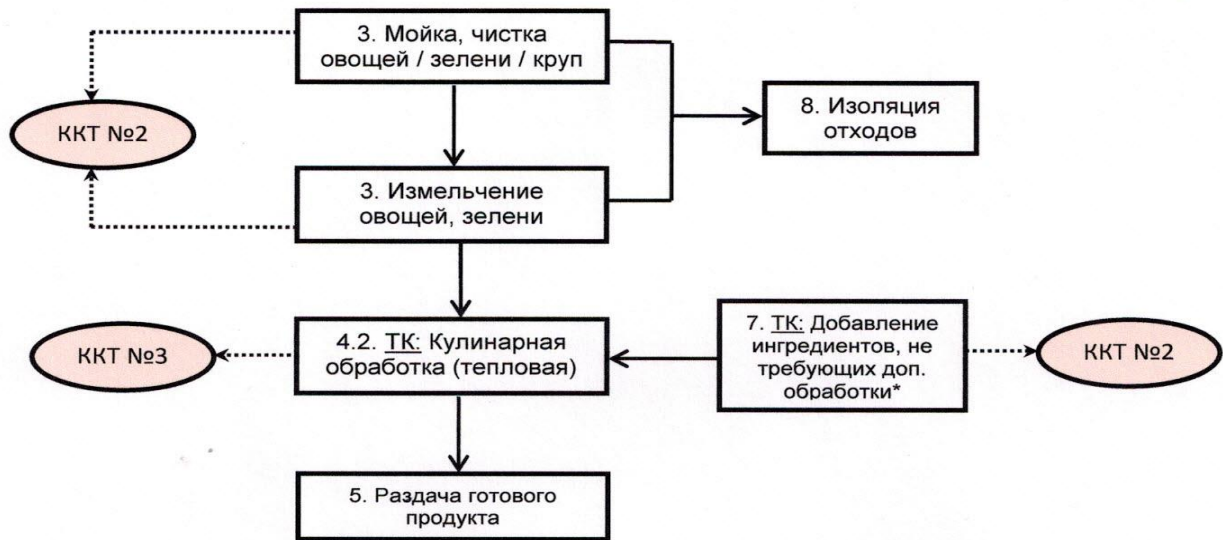 3. Мойка, чистка
овощей / зелени / круп
ККТ №2
8. Изоляция
отходов
3. Измельчение
овощей, зелени
ККТ №3
4.2. ТК: Кулинарная
обработка (тепловая)
7. ТК: Добавление
ингредиентов, не
требующих доп.
обработки*
ККТ №2
5. Раздача готового
продукта